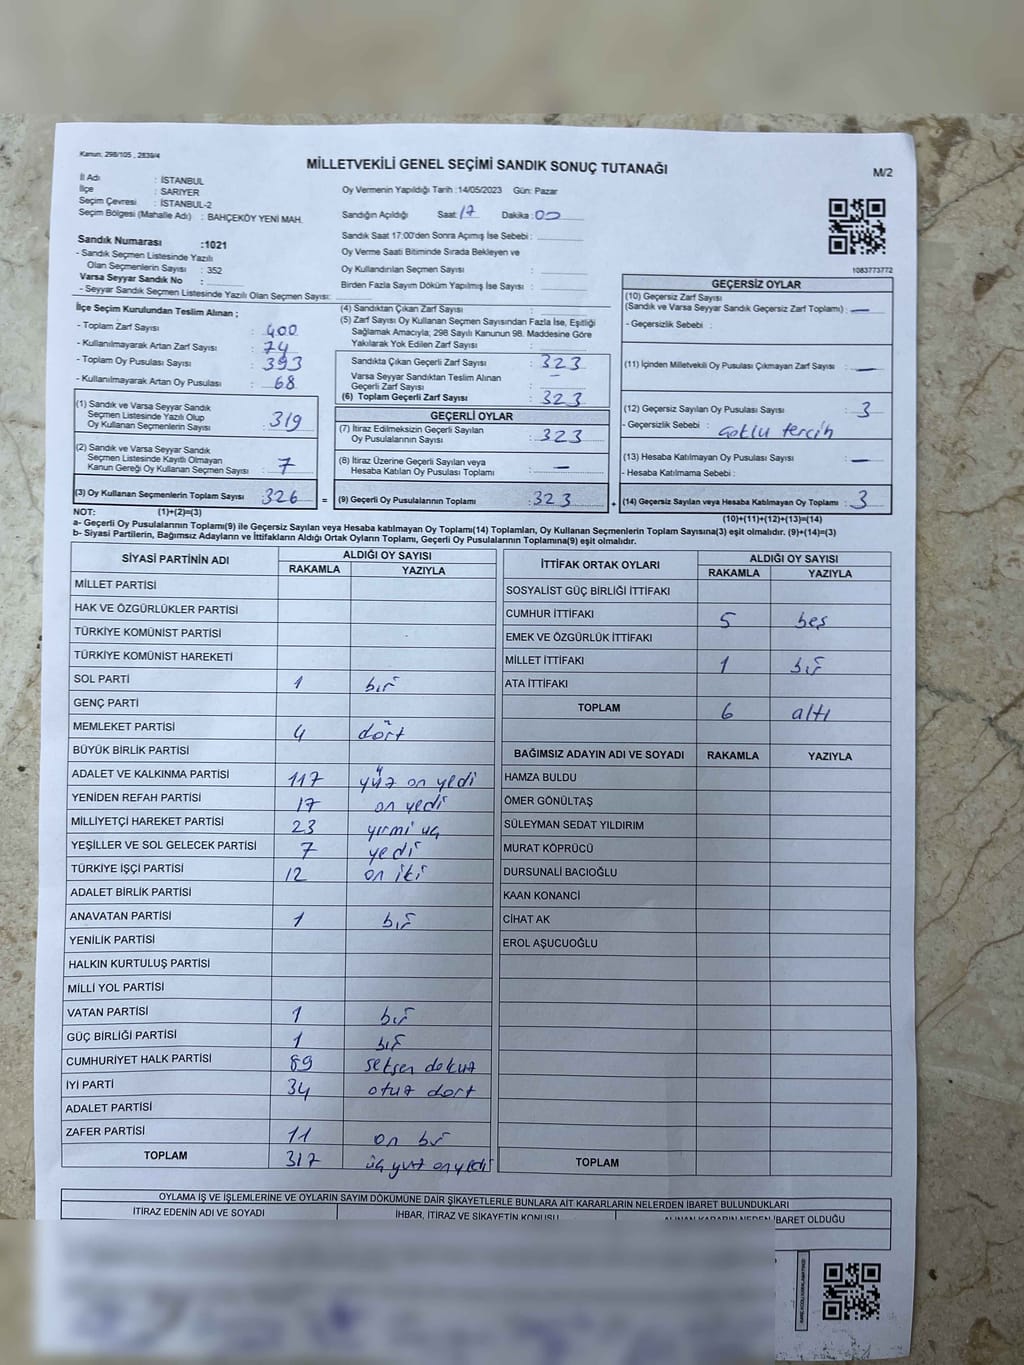 Kanun, 298/105 , 2839/4
MİLLETVEKİLİ GENEL SEÇİMİ SANDIK SONUÇ TUTANAĞI
M/2
İl Adı : İSTANBUL
İlçe : SARIYER
Seçim Çevresi : İSTANBUL-2
Seçim Bölgesi (Mahalle Adı) : BAHÇEKÖY YENİ MAH.
Sandık Numarası :1021
- Sandık Seçmen Listesinde Yazılı
Olan Seçmenlerin Sayısı : 352
Varsa Seyyar Sandık No :
- Seyyar Sandık Seçmen Listesinde Yazılı Olan Seçmen Sayısı:
Oy Vermenin Yapıldığı Tarih :14/05/2023 Gün: Pazar
Sandığın Açıldığı Saat: 17 Dakika : 00
Sandık Saat 17:00'den Sonra Açımış İse Sebebi :
Oy Verme Saati Bitiminde Sırada Bekleyen ve
Oy Kullandırılan Seçmen Sayısı :
Birden Fazla Sayım Döküm Yapılmış İse Sayısı :
1083773772
İlçe Seçim Kurulundan Teslim Alınan ;
- Toplam Zarf Sayısı : 400
- Kullanılmayarak Artan Zarf Sayısı : 74
- Toplam Oy Pusulası Sayısı : 393
- Kullanılmayarak Artan Oy Pusulası : 68
(1) Sandık ve Varsa Seyyar Sandık
Seçmen Listesinde Yazılı Olup
Oy Kullanan Seçmenlerin Sayısı : 319
(2) Sandık ve Varsa Seyyar Sandık
Seçmen Listesinde Kayıtlı Olmayan
Kanun Gereği Oy Kullanan Seçmen Sayısı : 7
(3) Oy Kullanan Seçmenlerin Toplam Sayısı : 326 =
(4) Sandıktan Çıkan Zarf Sayısı :
(5) Zarf Sayısı Oy Kullanan Seçmen Sayısından Fazla İse, Eşitliği
Sağlamak Amacıyla, 298 Sayılı Kanunun 98. Maddesine Göre
Yakılarak Yok Edilen Zarf Sayısı :
Sandıkta Çıkan Geçerli Zarf Sayısı : 323
Varsa Seyyar Sandıktan Teslim Alınan
Geçerli Zarf Sayısı : –
(6) Toplam Geçerli Zarf Sayısı : 323
GEÇERLİ OYLAR
(7) İtiraz Edilmeksizin Geçerli Sayılan
Oy Pusulalarının Sayısı : 323
(8) İtiraz Üzerine Geçerli Sayılan veya
Hesaba Katılan Oy Pusulası Toplamı : —
(9) Geçerli Oy Pusulalarının Toplamı : 323 +
GEÇERSİZ OYLAR
(10) Geçersiz Zarf Sayısı
(Sandık ve Varsa Seyyar Sandık Geçersiz Zarf Toplamı) : —
- Geçersizlik Sebebi :
(11) İçinden Milletvekili Oy Pusulası Çıkmayan Zarf Sayısı : —
(12) Geçersiz Sayılan Oy Pusulası Sayısı : 3
- Geçersizlik Sebebi : çoklu tercih
(13) Hesaba Katılmayan Oy Pusulası Sayısı : —
- Hesaba Katılmama Sebebi :
(14) Geçersiz Sayılan veya Hesaba Katılmayan Oy Pusulası Toplamı : 3
NOT: (1)+(2)=(3) (10)+(11)+(12)+(13)=(14)
a- Geçerli Oy Pusulalarının Toplamı(9) ile Geçersiz Sayılan veya Hesaba katılmayan Oy Toplamı(14) Toplamları, Oy Kullanan Seçmenlerin Toplam Sayısına(3) eşit olmalıdır. (9)+(14)=(3)
b- Siyasi Partilerin, Bağımsız Adayların ve İttifakların Aldığı Ortak Oyların Toplamı, Geçerli Oy Pusulalarının Toplamına(9) eşit olmalıdır.
SİYASİ PARTİNİN ADI ALDIĞI OY SAYISI
RAKAMLA YAZIYLA
MİLLET PARTİSİ
HAK VE ÖZGÜRLÜKLER PARTİSİ
TÜRKİYE KOMÜNİST PARTİSİ
TÜRKİYE KOMÜNİST HAREKETİ
SOL PARTİ 1 bir
GENÇ PARTİ
MEMLEKET PARTİSİ 4 dört
BÜYÜK BİRLİK PARTİSİ
ADALET VE KALKINMA PARTİSİ 117 yüz on yedi
YENİDEN REFAH PARTİSİ 17 on yedi
MİLLİYETÇİ HAREKET PARTİSİ 23 yirmi üç
YEŞİLLER VE SOL GELECEK PARTİSİ 7 yedi
TÜRKİYE İŞÇİ PARTİSİ 12 on iki
ADALET BİRLİK PARTİSİ
ANAVATAN PARTİSİ 1 bir
YENİLİK PARTİSİ
HALKIN KURTULUŞ PARTİSİ
MİLLİ YOL PARTİSİ
VATAN PARTİSİ 1 bir
GÜÇ BİRLİĞİ PARTİSİ 1 bir
CUMHURİYET HALK PARTİSİ 89 seksen dokuz
İYİ PARTİ 34 otuz dört
ADALET PARTİSİ
ZAFER PARTİSİ 11 on bir
TOPLAM 317 üç yüz on yedi
İTTİFAK ORTAK OYLARI ALDIĞI OY SAYISI
RAKAMLA YAZIYLA
SOSYALİST GÜÇ BİRLİĞİ İTTİFAKI
CUMHUR İTTİFAKI 5 beş
EMEK VE ÖZGÜRLÜK İTTİFAKI
MİLLET İTTİFAKI 1 bir
ATA İTTİFAKI
TOPLAM 6 altı
BAĞIMSIZ ADAYIN ADI VE SOYADI RAKAMLA YAZIYLA
HAMZA BULDU
ÖMER GÖNÜLTAŞ
SÜLEYMAN SEDAT YILDIRIM
MURAT KÖPRÜCÜ
DURSUNALİ BACIOĞLU
KAAN KONANCİ
CİHAT AK
EROL AŞUCUOĞLU
TOPLAM
OYLAMA İŞ VE İŞLEMLERİNE VE OYLARIN SAYIM DÖKÜMÜNE DAİR ŞİKAYETLERLE BUNLARA AİT KARARLARIN NELERDEN İBARET BULUNDUKLARI
İTİRAZ EDENİN ADI VE SOYADI İHBAR, İTİRAZ VE ŞİKAYETİN KONUSU ALINAN KARARIN NEDEN İBARET OLDUĞU